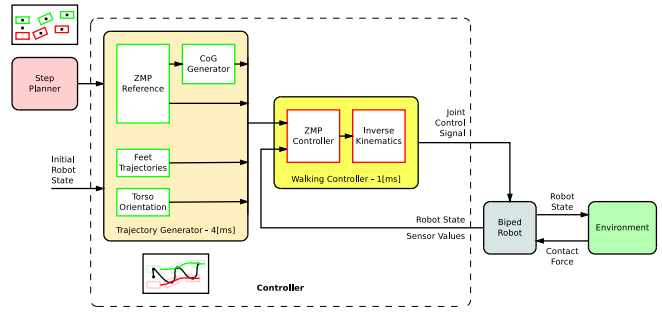 Step
Planner
Initial
Robot
State
ZMP
Reference
CoG
Generator
Feet
Trajectories
Torso
Orientation
Trajectory Generator – 4[ms]
ZMP
Controller
Inverse
Kinematics
Walking Controller – 1[ms]
Joint
Control
Signal
Robot State
Sensor Values
Biped
Robot
Robot
State
Contact
Force
Environment
Controller